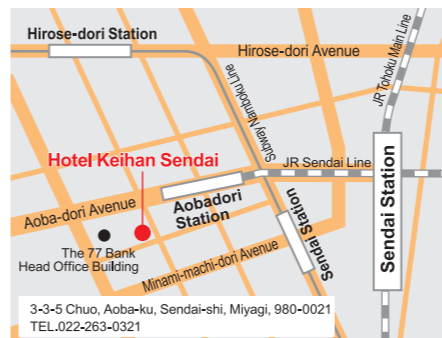 Hirose-dori Station
Hirose-dori Avenue
JR Tohoku Main Line
Subway Namboku Line
Hotel Keihan Sendai
JR Sendai Line
Sendai Station
Aoba-dori Avenue
Aobadori
Station
Sendai Station
The 77 Bank
Head Office Building
Minami-machi-dori Avenue
3-3-5 Chuo, Aoba-ku, Sendai-shi, Miyagi, 980-0021
TEL.022-263-0321